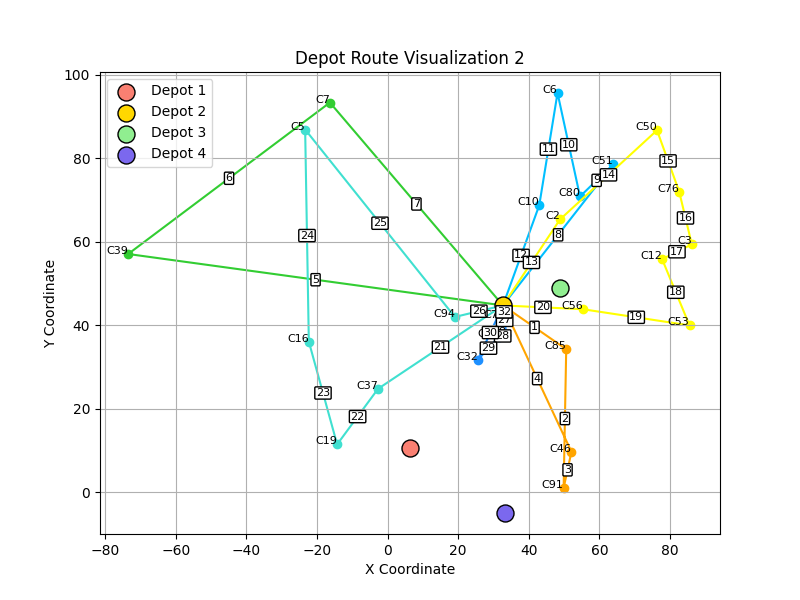 Depot Route Visualization 2
Depot 1
Depot 2
Depot 3
Depot 4
Y Coordinate
100
80
60
40
20
0
−80
−60
−40
−20
0
20
40
60
80
X Coordinate
C7
C5
C6
C50
C51
C80
C76
C10
C2
C3
C12
C39
C56
C53
C94
C85
C16
C32
C37
C46
C19
C91
1
2
3
4
5
6
7
8
9
10
11
12
13
14
15
16
17
18
19
20
21
22
23
24
25
26
27
28
29
30
32